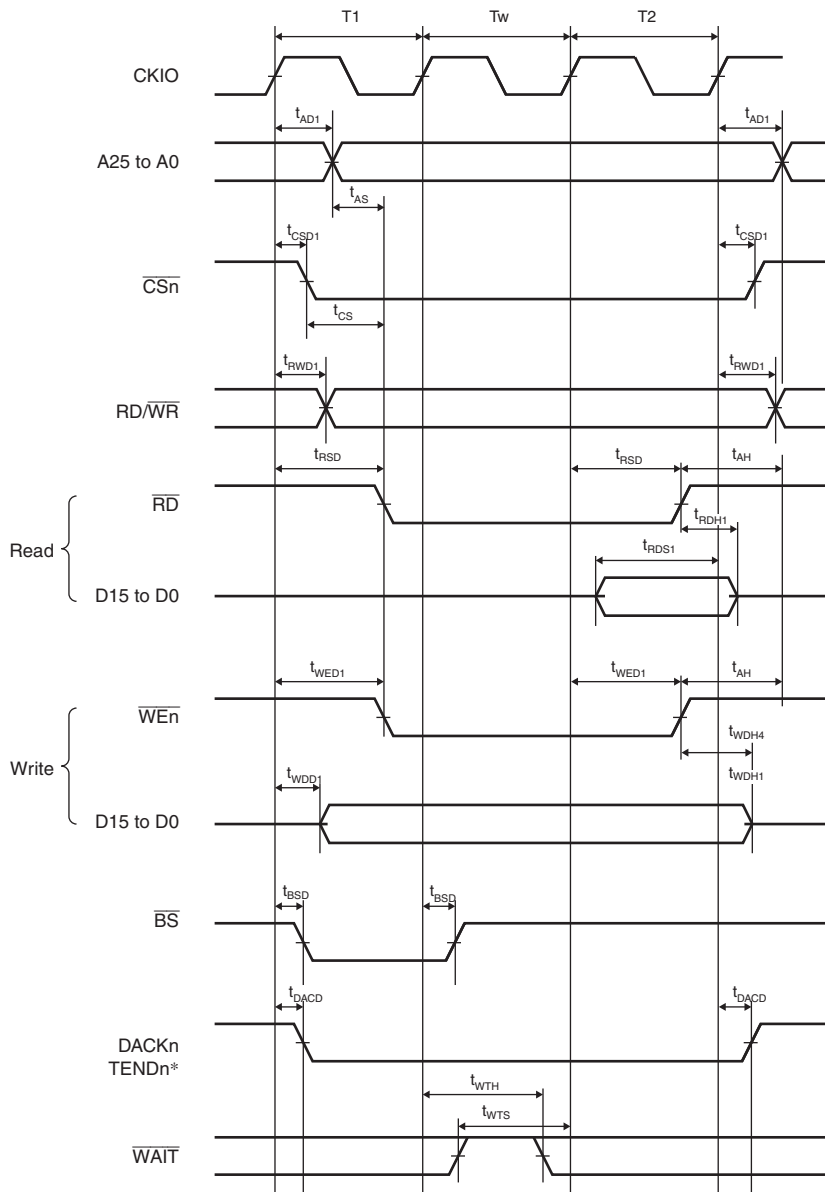 T1 Tw T2
CKIO
tAD1 tAD1
A25 to A0
tAS
tCSD1 tCSD1
CSn
tCS
tRWD1 tRWD1
RD/WR
tRSD tRSD tAH
RD
tRDH1
Read
tRDS1
D15 to D0
tWED1 tWED1 tAH
WEn
tWDH4
Write
tWDD1 tWDH1
D15 to D0
tBSD tBSD
BS
tDACD tDACD
DACKn
TENDn*
tWTH
tWTS
WAIT